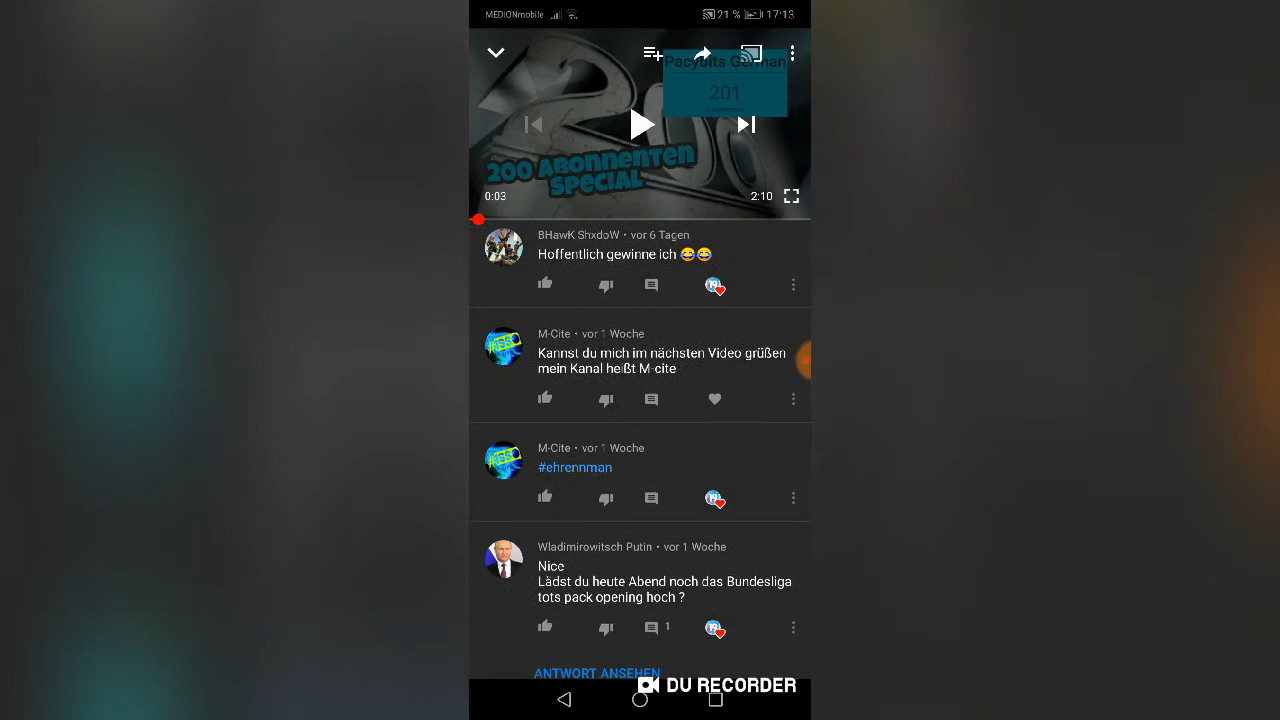 MEDIONmobile 21 % 17:13
Pacybits German
201
200 ABONNENTEN
SPECIAL
0:03 2:10
BHawK ShxdoW • vor 6 Tagen
Hoffentlich gewinne ich 😂😂
M-Cite • vor 1 Woche
Kannst du mich im nächsten Video grüßen
mein Kanal heißt M-cite
M-Cite • vor 1 Woche
#ehrennman
Wladimirowitsch Putin • vor 1 Woche
Nice
Lädst du heute Abend noch das Bundesliga
tots pack opening hoch ?
1
ANTWORT ANSEHEN
DU RECORDER